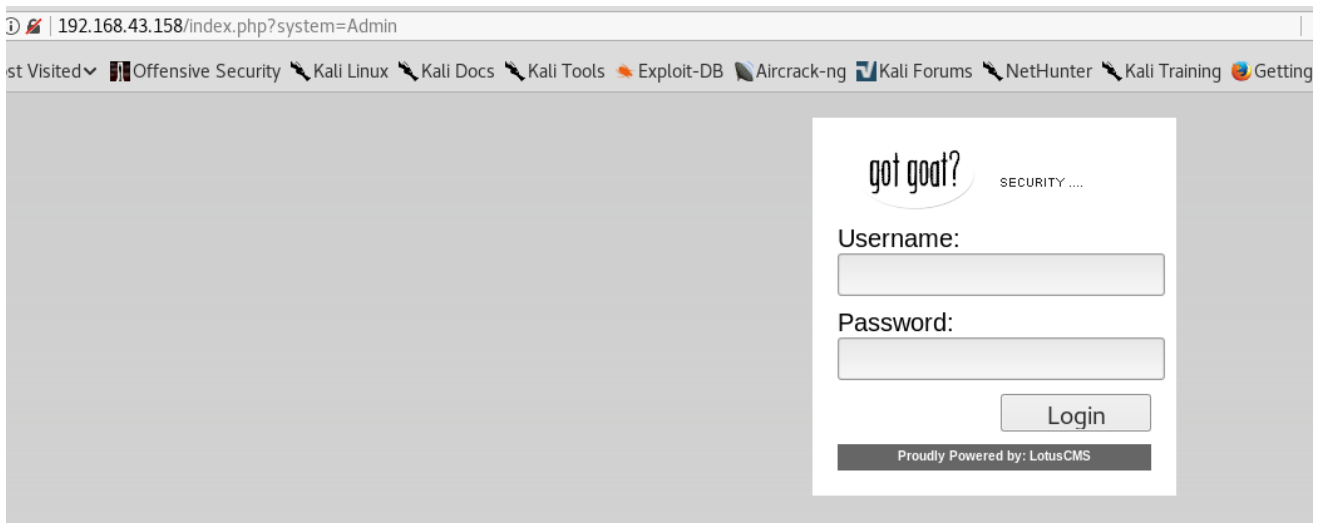 192.168.43.158/index.php?system=Admin
st Visited Offensive Security Kali Linux Kali Docs Kali Tools Exploit-DB Aircrack-ng Kali Forums NetHunter Kali Training Getting
got goat? SECURITY ....
Username:
Password:
Login
Proudly Powered by: LotusCMS